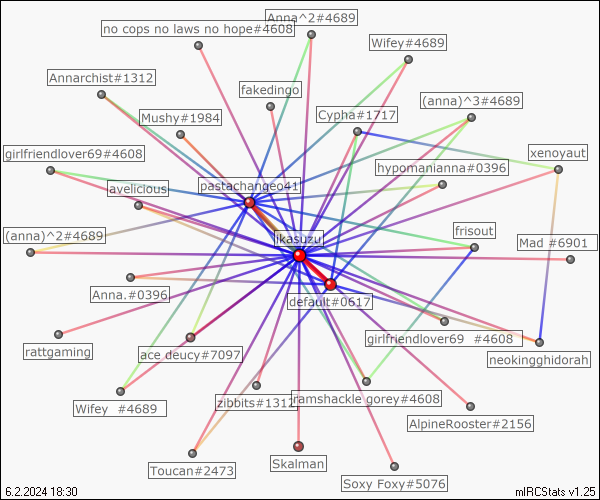 Anna^2#4689
no cops no laws no hope#4608
Wifey#4689
Annarchist#1312
fakedingo
(anna)^3#4689
Mushy#1984
Cypha#1717
girlfriendlover69#4608
xenoyaut
hypomanianna#0396
pastachangeo41
avelicious
jikasuzu
frisout
(anna)^2#4689
Mad #6901
Anna.#0396
default#0617
girlfriendlover69 #4608
rattgaming
ace deucy#7097
neokingghidorah
ramshackle gorey#4608
zibbits#1312
Wifey #4689
AlpineRooster#2156
Skalman
Toucan#2473
Soxy Foxy#5076
6.2.2024 18:30
mIRCStats v1.25